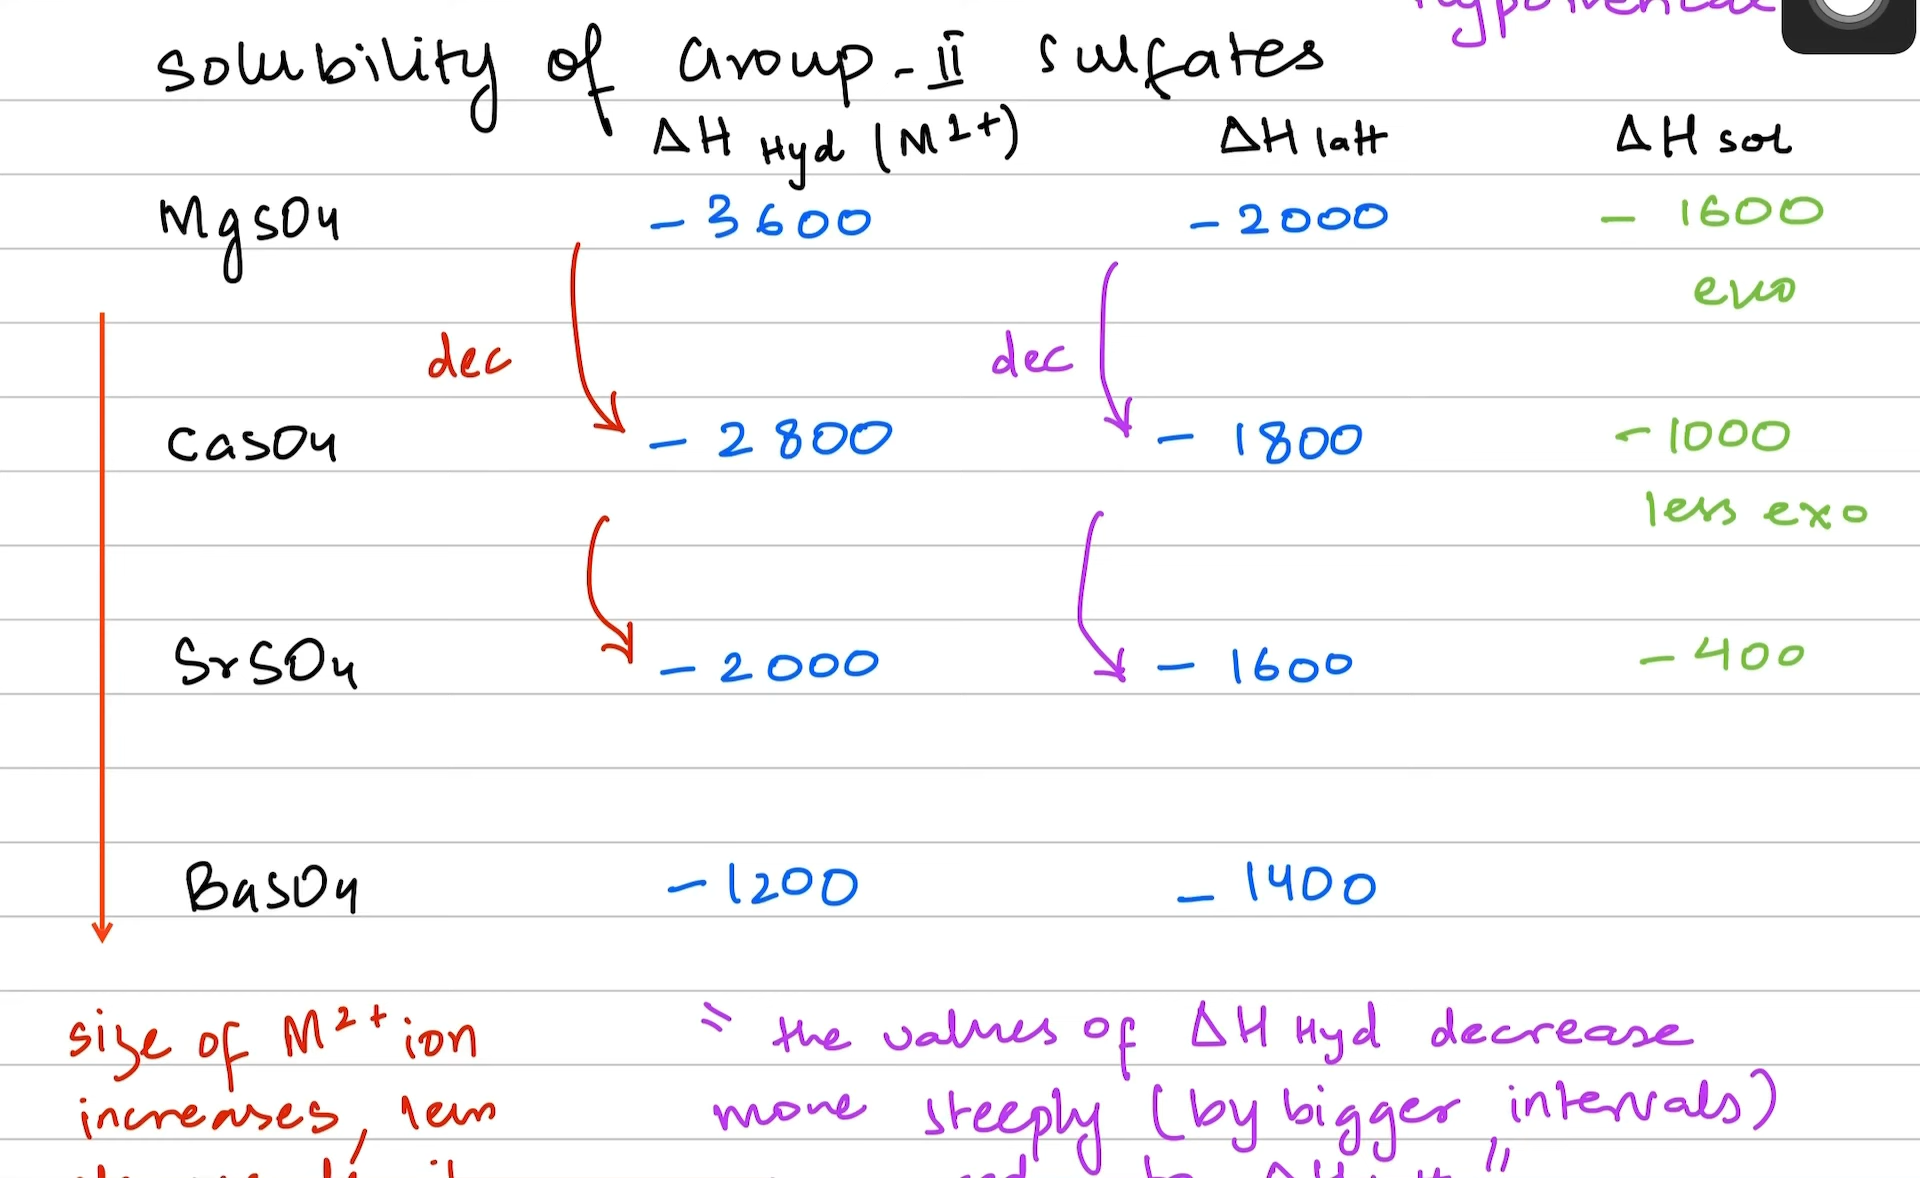 solubility of Group-II sulfates
ΔH Hyd (M²⁺) ΔH latt ΔH sol
MgSO4 -3600 -2000 -1600
exo
dec dec
CaSO4 -2800 -1800 -1000
less exo
SrSO4 -2000 -1600 -400
BaSO4 -1200 -1400
size of M²⁺ ion " the values of ΔH Hyd decrease
increases, more steeply (by bigger intervals)
"